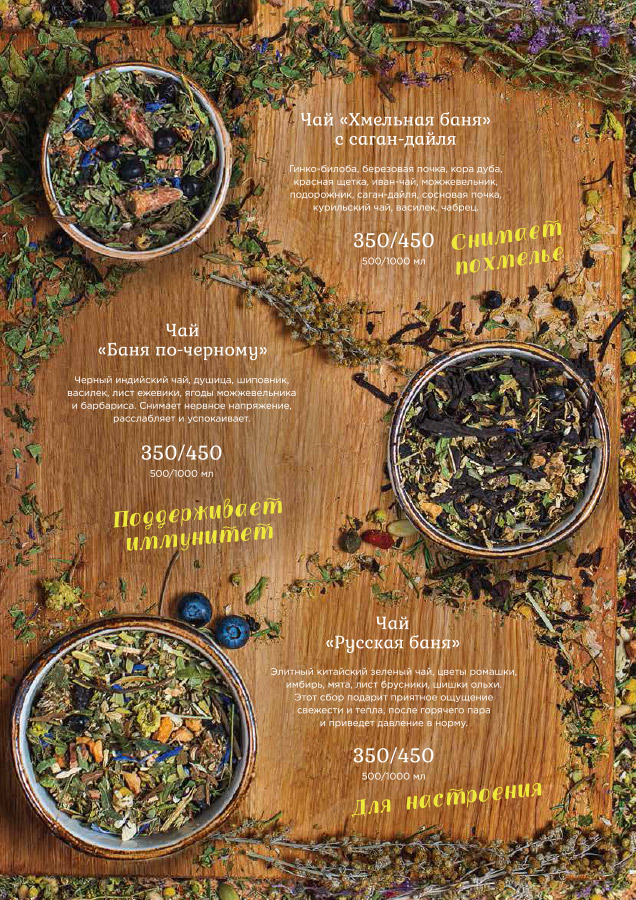 Чай «Хмельная баня»
с саган-дайля
Гинко-билоба, березовая почка, кора дуба,
красная щетка, иван-чай, можжевельник,
подорожник, саган-дайля, сосновая почка,
курильский чай, василек, чабрец.
350/450
500/1000 мл
Снимает
похмелье
Чай
«Баня по-черному»
Черный индийский чай, душица, шиповник,
василек, лист ежевики, ягоды можжевельника
и барбариса. Снимает нервное напряжение,
расслабляет и успокаивает.
350/450
500/1000 мл
Поддерживает
иммунитет
Чай
«Русская баня»
Элитный китайский зеленый чай, цветы ромашки,
имбирь, мята, лист брусники, шишки ольхи.
Этот сбор подарит приятное ощущение
свежести и тепла, после горячего пара
и приведет давление в норму.
350/450
500/1000 мл
Для настроения